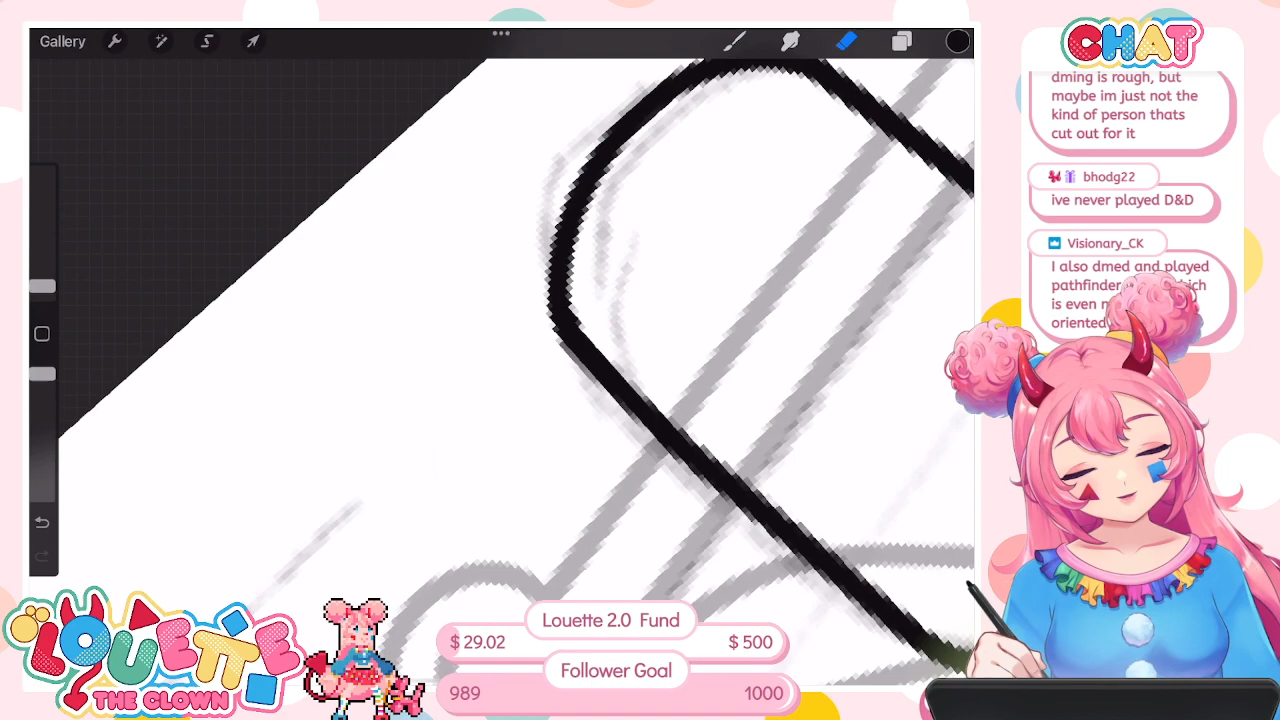 Gallery
CHAT
dming is rough, but
maybe im just not the
kind of person thats
cut out for it
bhodg22
ive never played D&D
Visionary_CK
I also dmed and played
pathfinder
is even
oriented
Louette 2.0 Fund
$ 29.02 $ 500
Follower Goal
989 1000
LOUETTE
THE CLOWN